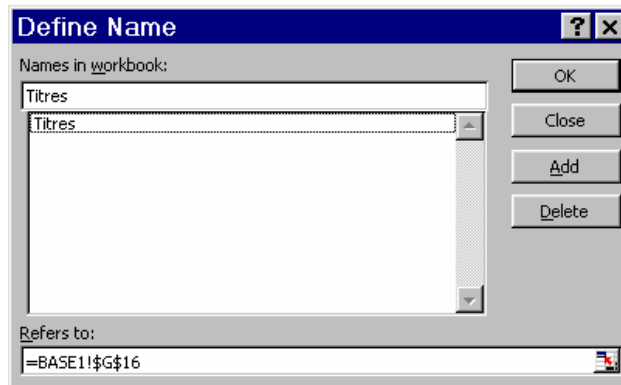 Define Name
Names in workbook:
Titres
Titres
OK
Close
Add
Delete
Refers to:
=BASE1!$G$16